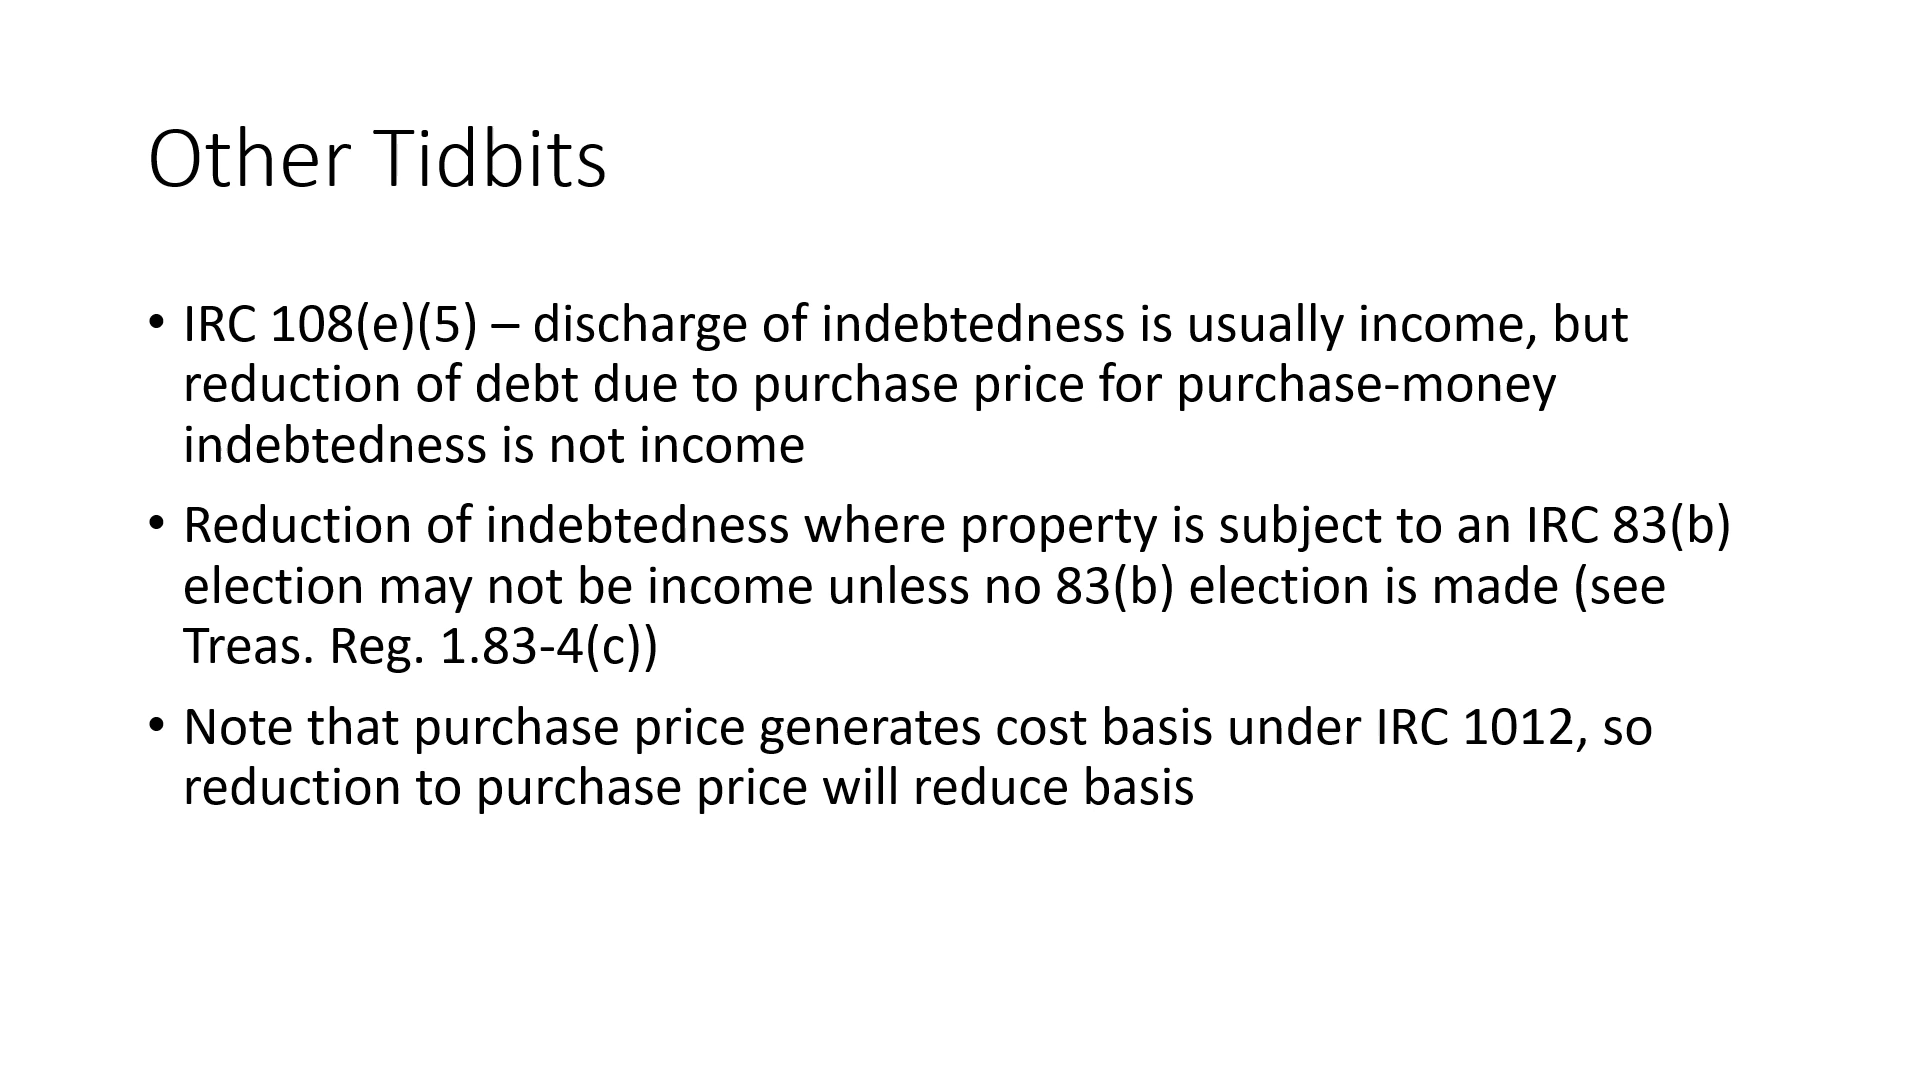 Other Tidbits
• IRC 108(e)(5) – discharge of indebtedness is usually income, but
reduction of debt due to purchase price for purchase-money
indebtedness is not income
• Reduction of indebtedness where property is subject to an IRC 83(b)
election may not be income unless no 83(b) election is made (see
Treas. Reg. 1.83-4(c))
• Note that purchase price generates cost basis under IRC 1012, so
reduction to purchase price will reduce basis